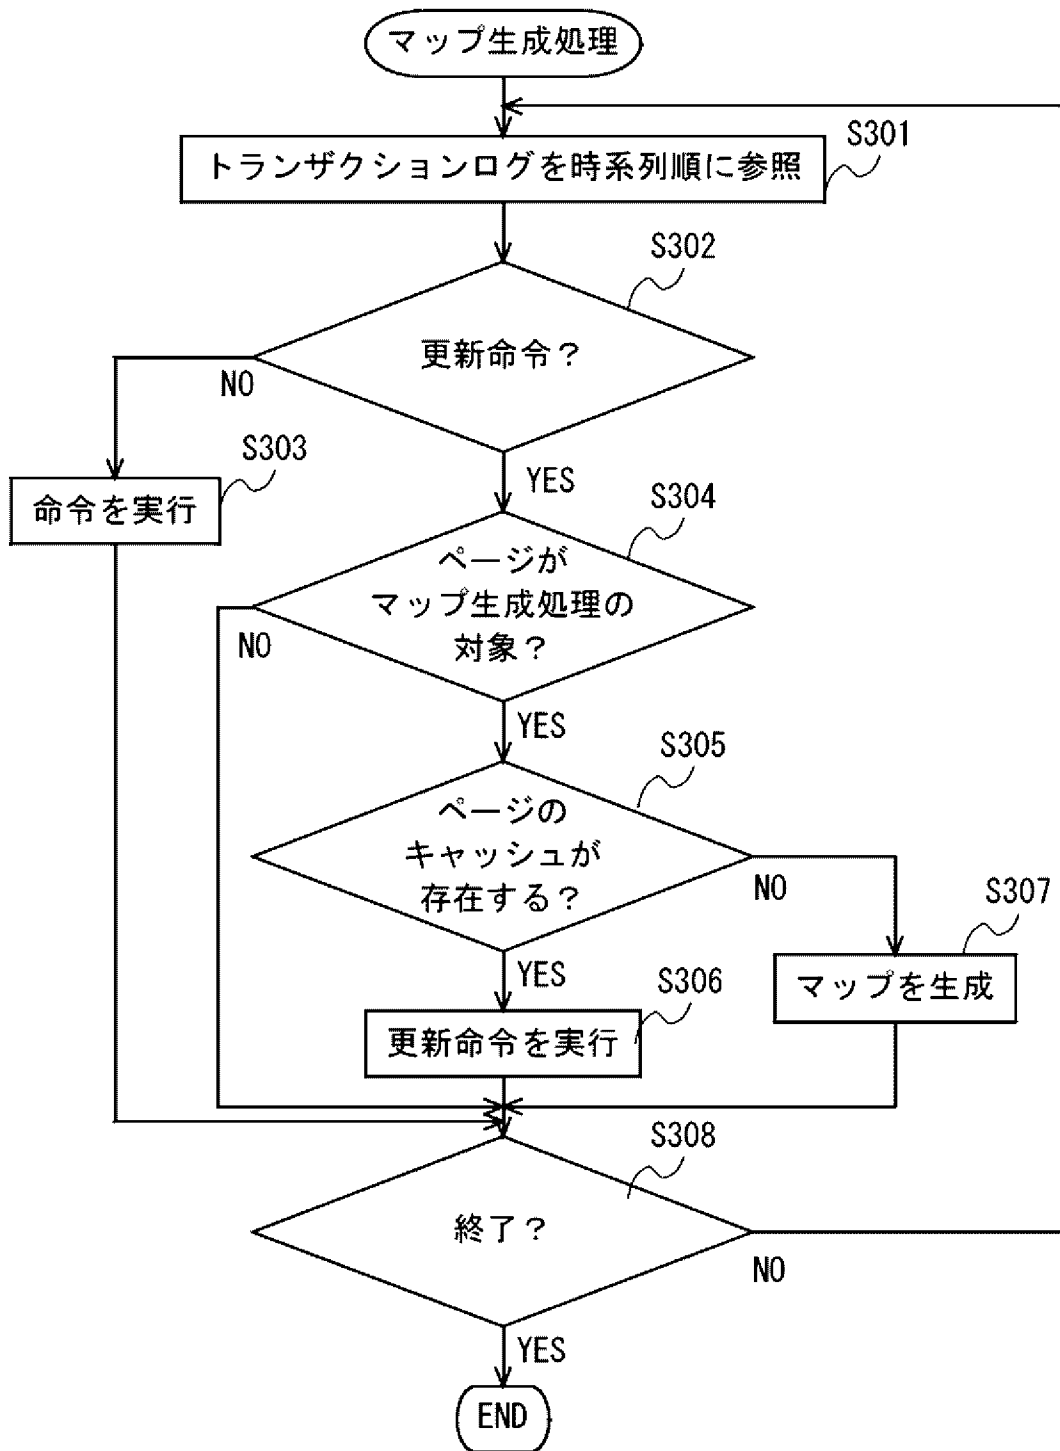 マップ生成処理
S301
トランザクションログを時系列順に参照
S302
更新命令？
NO
S303
YES
命令を実行
S304
ページが
マップ生成処理の
対象？
NO
YES
S305
ページの
キャッシュが
存在する？
NO
S307
YES
マップを生成
S306
更新命令を実行
S308
終了？
NO
YES
END